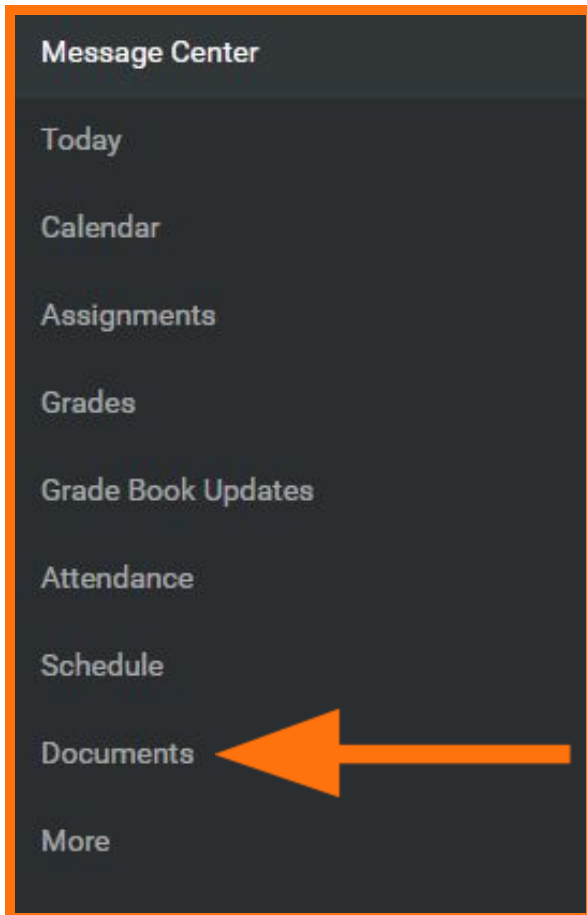 Message Center
Today
Calendar
Assignments
Grades
Grade Book Updates
Attendance
Schedule
Documents
More